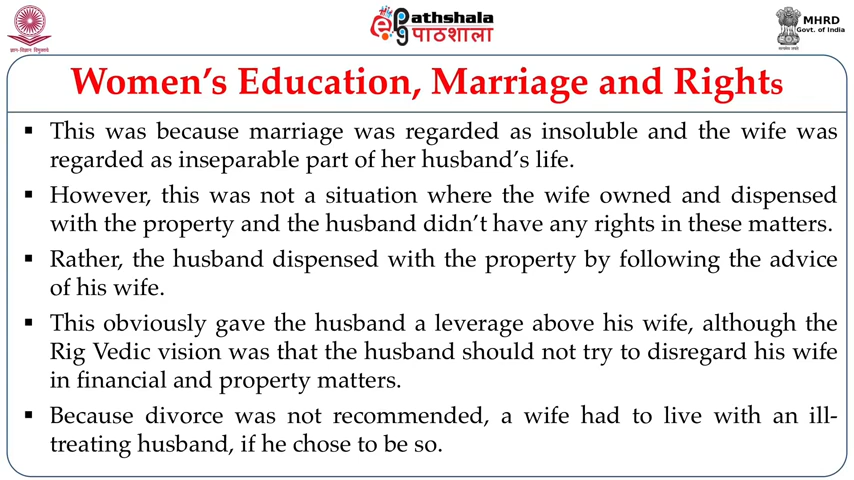 ePathshala
पाठशाला
MHRD
Govt. of India
Women’s Education, Marriage and Rights
▪ This was because marriage was regarded as insoluble and the wife was
regarded as inseparable part of her husband’s life.
▪ However, this was not a situation where the wife owned and dispensed
with the property and the husband didn’t have any rights in these matters.
▪ Rather, the husband dispensed with the property by following the advice
of his wife.
▪ This obviously gave the husband a leverage above his wife, although the
Rig Vedic vision was that the husband should not try to disregard his wife
in financial and property matters.
▪ Because divorce was not recommended, a wife had to live with an ill-
treating husband, if he chose to be so.